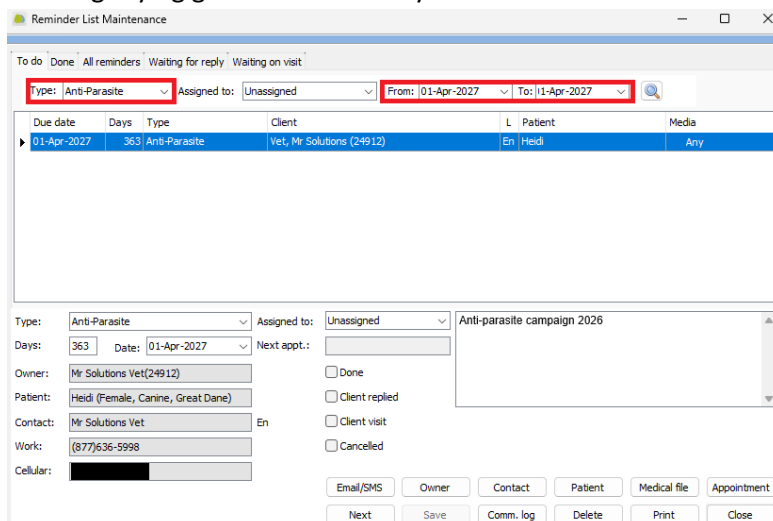 Reminder List Maintenance
To do Done All reminders Waiting for reply Waiting on visit
Type: Anti-Parasite Assigned to: Unassigned From: 01-Apr-2027 To: 1-Apr-2027
Due date Days Type Client L Patient Media
01-Apr-2027 363 Anti-Parasite Vet, Mr Solutions (24912) En Heidi Any
Type: Anti-Parasite Assigned to: Unassigned Anti-parasite campaign 2026
Days: 363 Date: 01-Apr-2027 Next appt.:
Owner: Mr Solutions Vet(24912) Done
Patient: Heidi (Female, Canine, Great Dane) Client replied
Contact: Mr Solutions Vet En Client visit
Work: (877)636-5998 Cancelled
Cellular:
Email/SMS Owner Contact Patient Medical file Appointment
Next Save Comm. log Delete Print Close